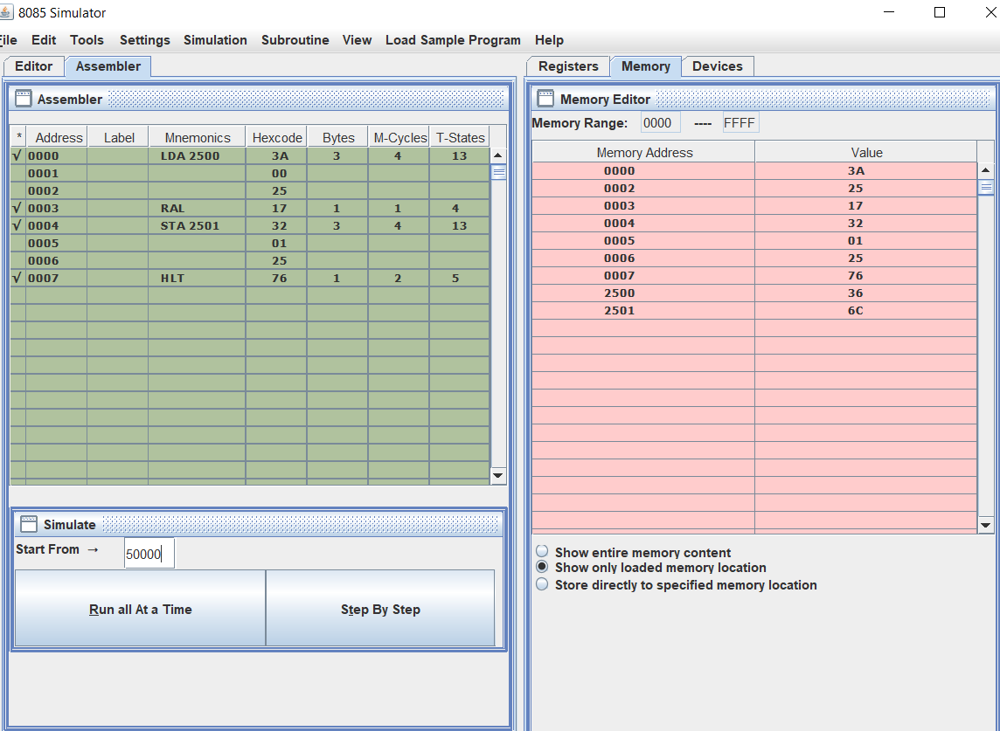 8085 Simulator
File Edit Tools Settings Simulation Subroutine View Load Sample Program Help
Editor Assembler
Assembler
* Address Label Mnemonics Hexcode Bytes M-Cycles T-States
√ 0000 LDA 2500 3A 3 4 13
0001 00
0002 25
√ 0003 RAL 17 1 1 4
√ 0004 STA 2501 32 3 4 13
0005 01
0006 25
√ 0007 HLT 76 1 2 5
Simulate
Start From → 50000
Run all At a Time Step By Step
Registers Memory Devices
Memory Editor
Memory Range: 0000 ---- FFFF
Memory Address Value
0000 3A
0002 25
0003 17
0004 32
0005 01
0006 25
0007 76
2500 36
2501 6C
Show entire memory content
Show only loaded memory location
Store directly to specified memory location